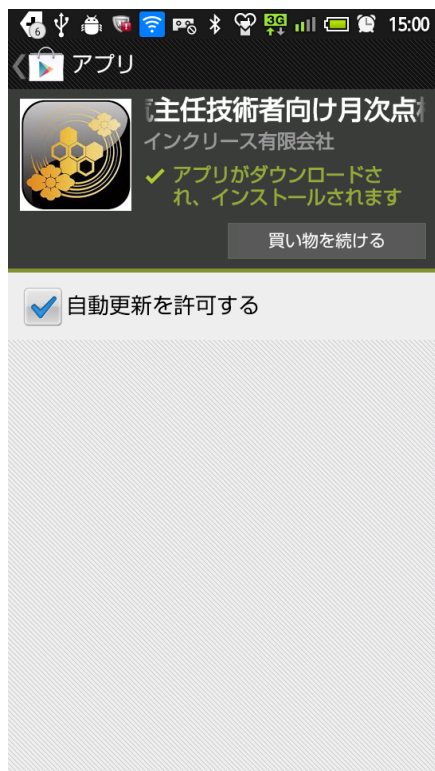 3G 15:00
アプリ
主任技術者向け月次点
インクリース有限会社
アプリがダウンロードさ
れ、インストールされます
買い物を続ける
自動更新を許可する